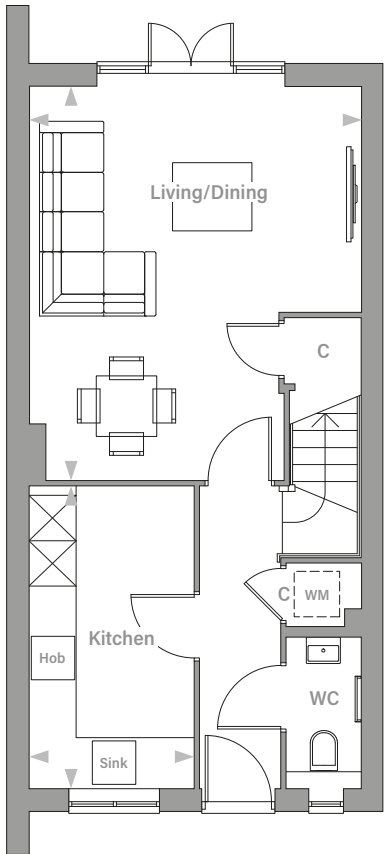 Living/Dining
C
C
WM
Kitchen
Hob
WC
Sink